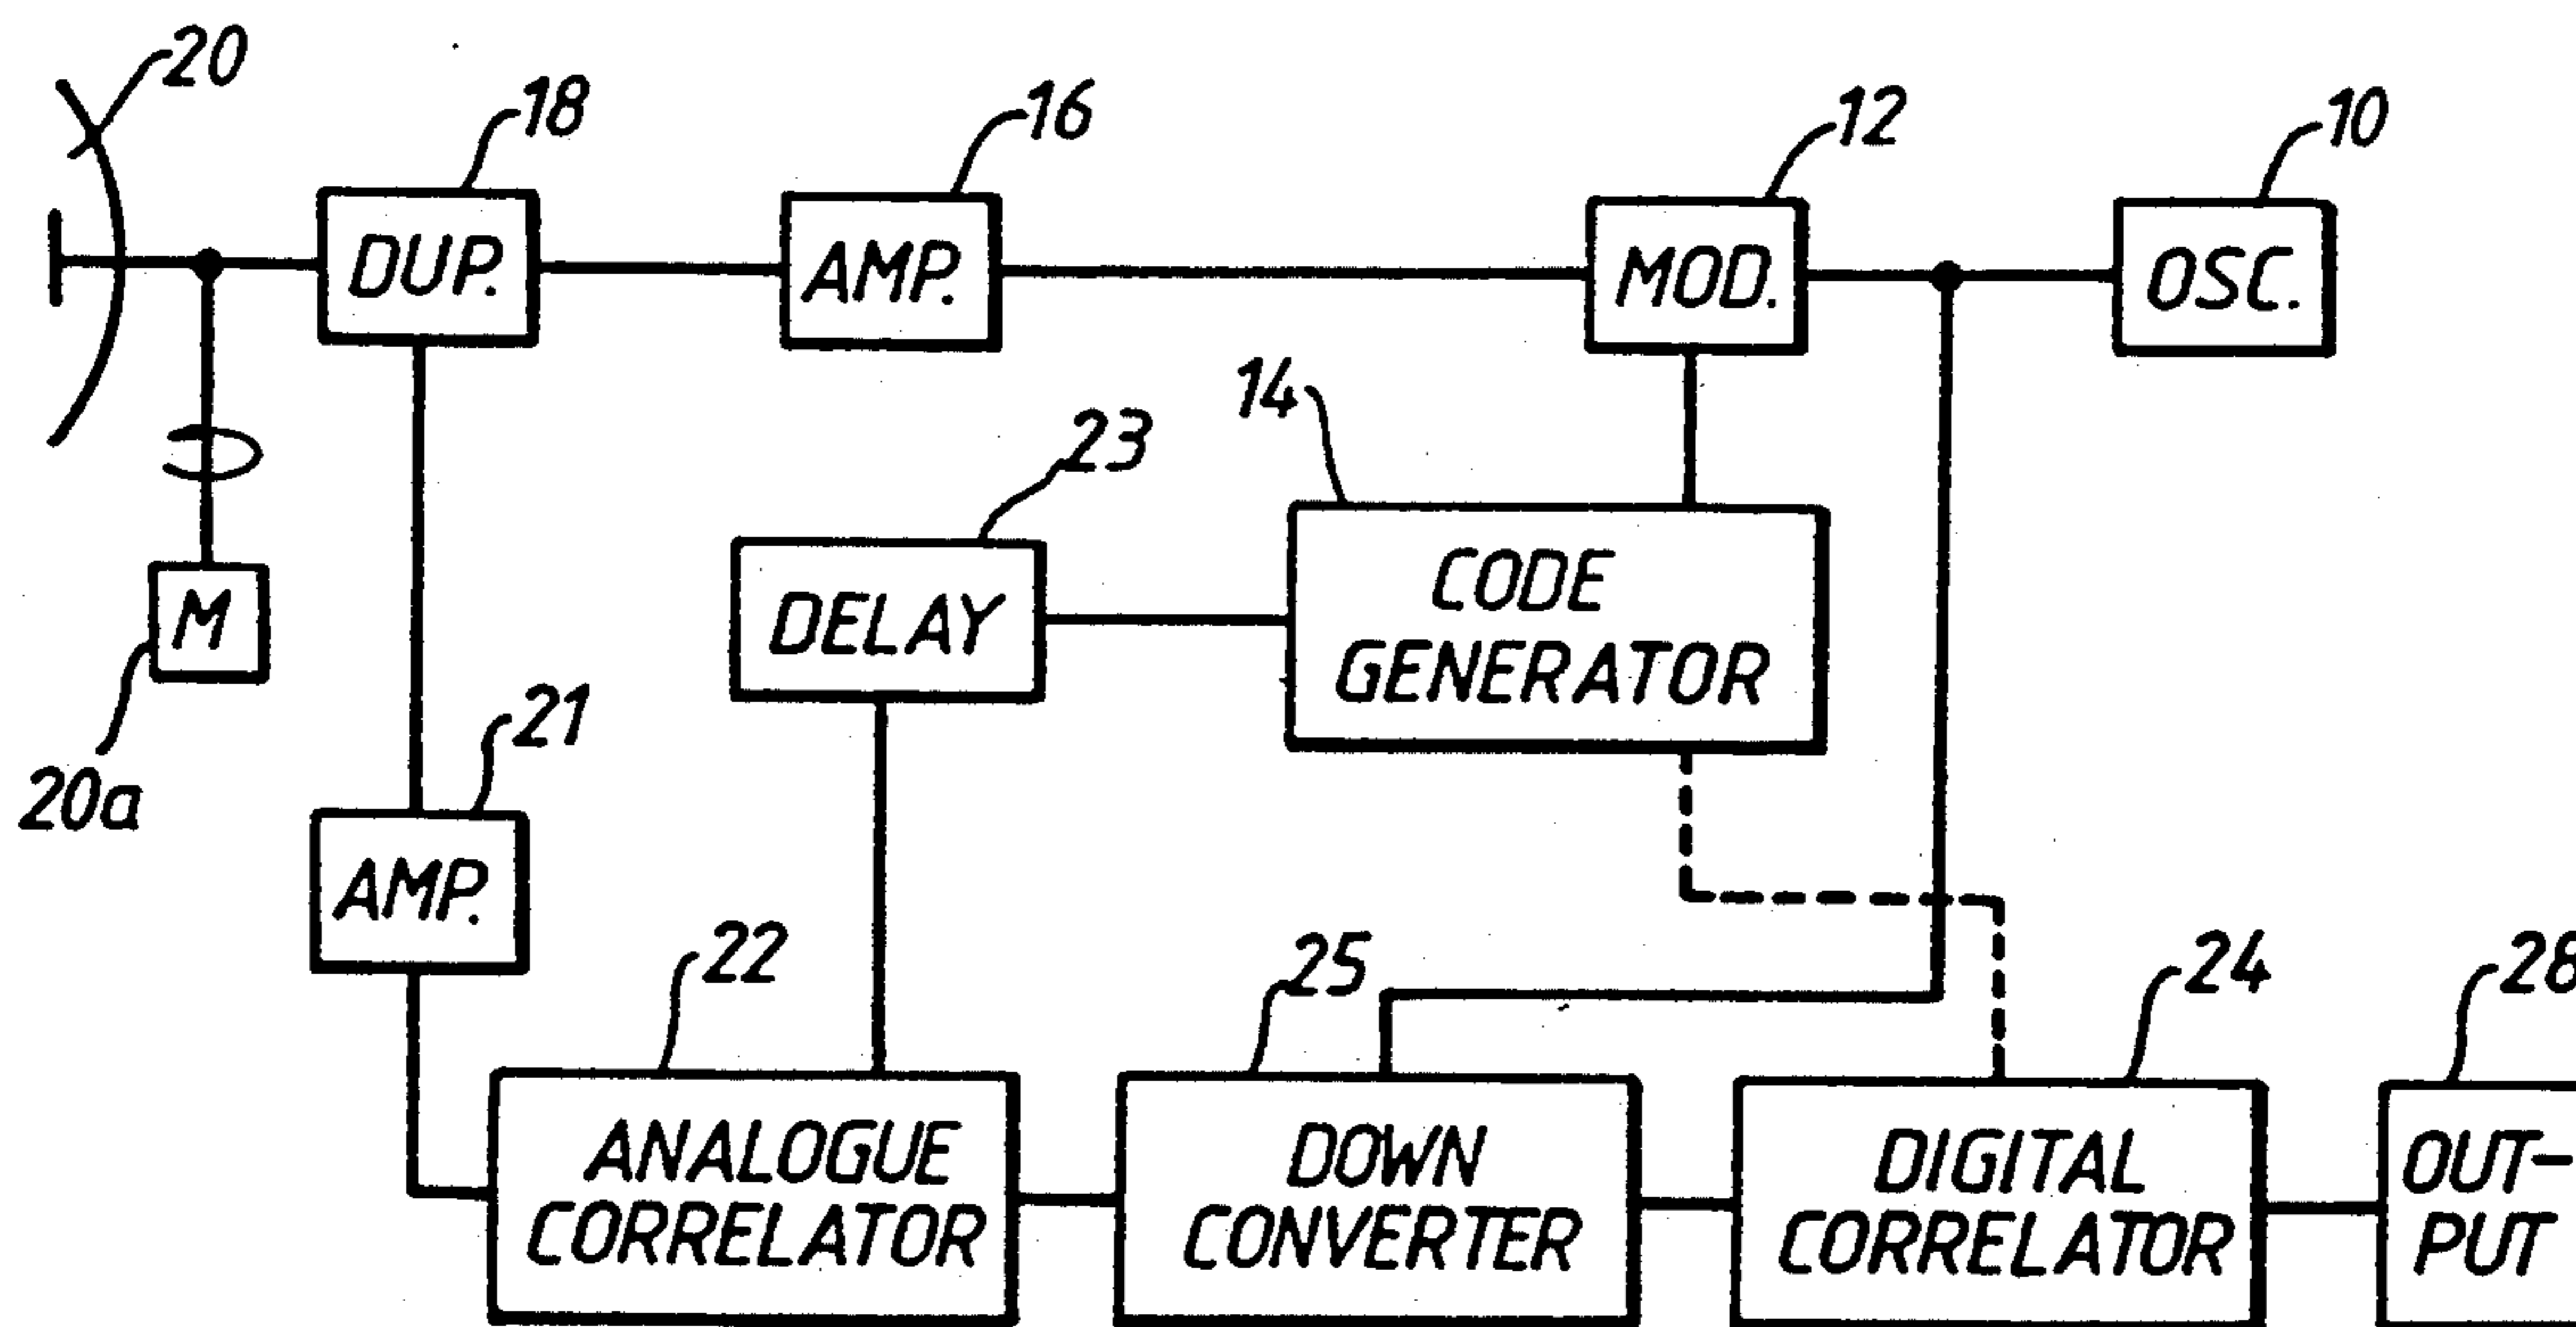 20
18
16
12
10
DUP.
AMP.
MOD.
OSC.
14
23
CODE
GENERATOR
DELAY
M
20a
21
AMP.
22
25
24
28
ANALOGUE
CORRELATOR
DOWN
CONVERTER
DIGITAL
CORRELATOR
OUT-
PUT